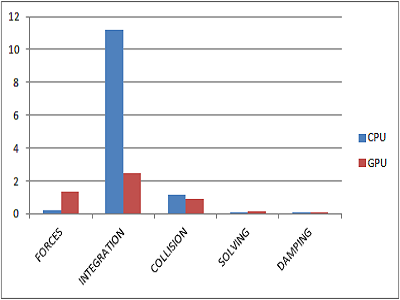 12
10
8
6
4
2
0
FORCES
INTEGRATION
COLLISION
SOLVING
DAMPING
CPU
GPU